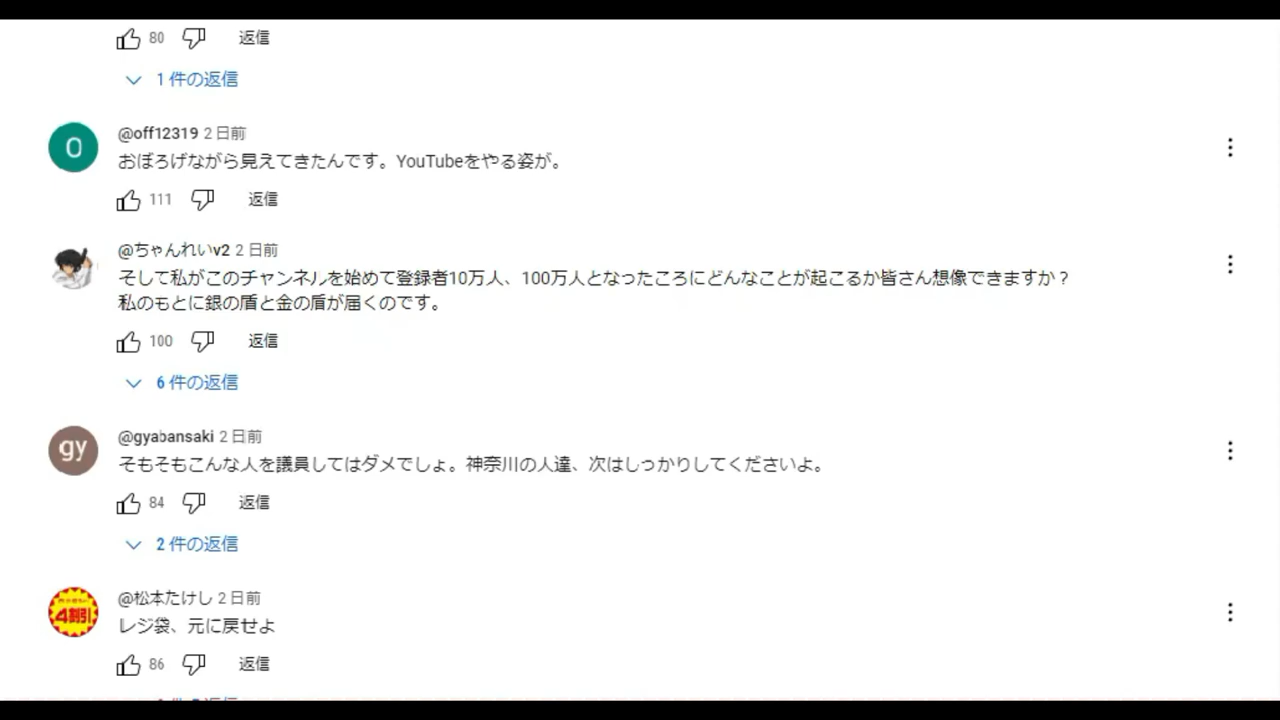 80 返信
1 件の返信
@off12319 2 日前
おぼろげながら見えてきたんです。YouTubeをやる姿が。
111 返信
@ちゃんれいv2 2 日前
そして私がこのチャンネルを始めて登録者10万人、100万人となったころにどんなことが起こるか皆さん想像できますか？
私のもとに銀の盾と金の盾が届くのです。
100 返信
6 件の返信
@gyabansaki 2 日前
そもそもこんな人を議員してはダメでしょ。神奈川の人達、次はしっかりしてくださいよ。
84 返信
2 件の返信
@松本たけし 2 日前
レジ袋、元に戻せよ
86 返信
O
gy
4割引